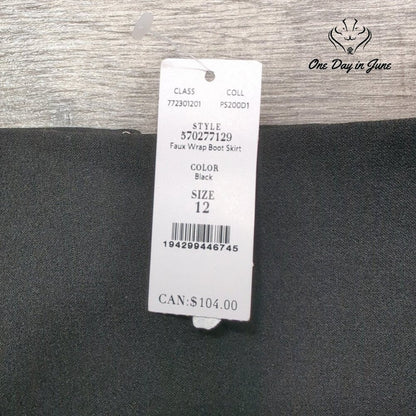 One Day in June
CLASS COLL
772301201 PS200D1
STYLE
570277129
Faux Wrap Boot Skirt
COLOR
Black
SIZE
12
194299446745
CAN:$104.00